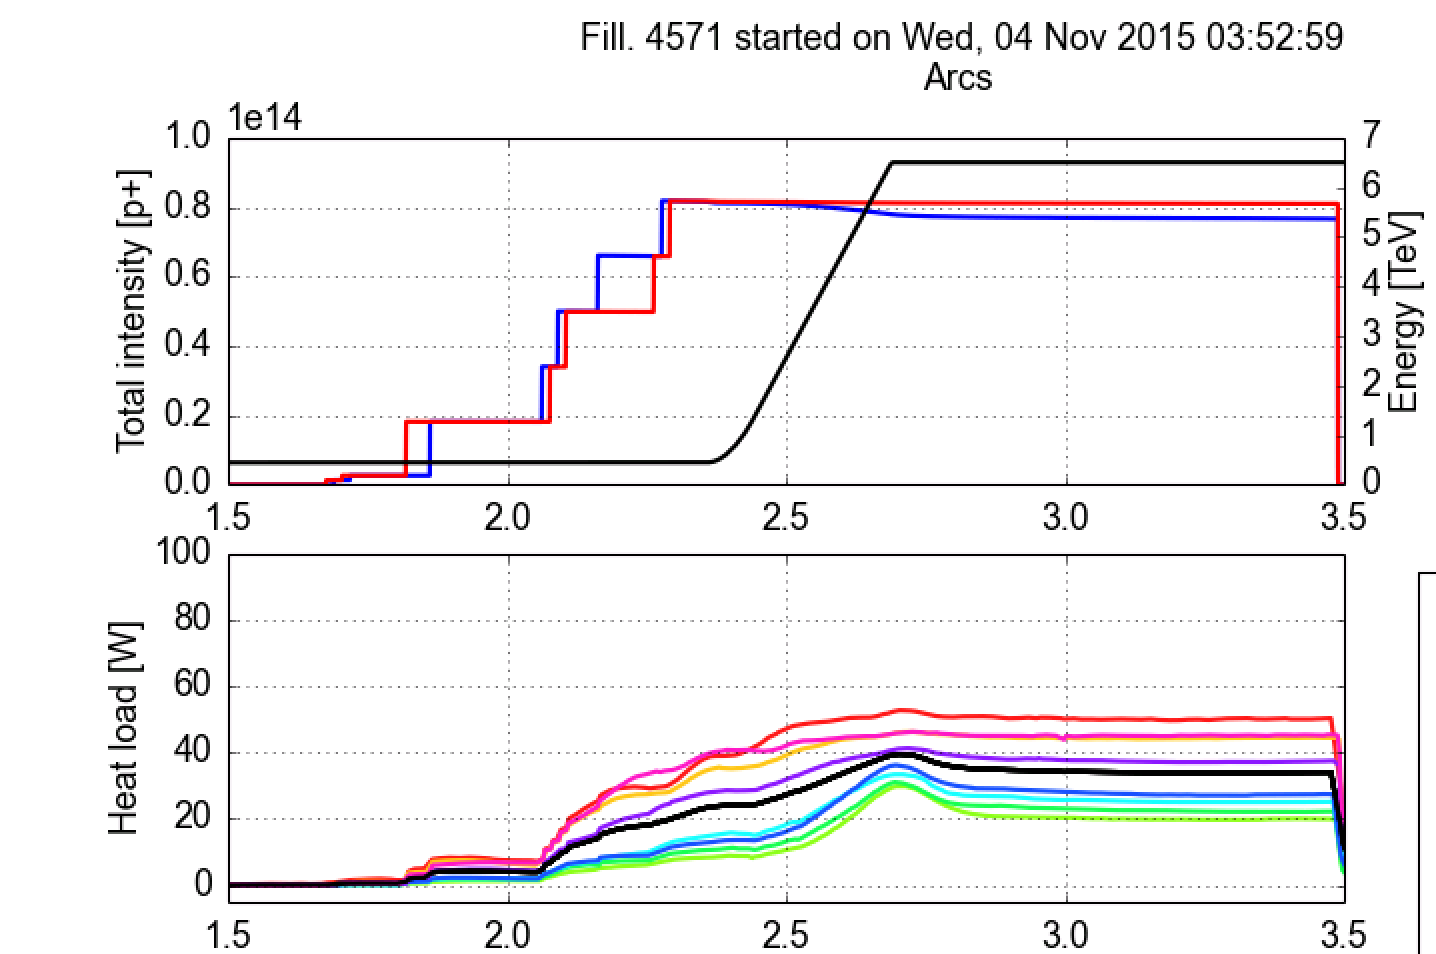 Fill. 4571 started on Wed, 04 Nov 2015 03:52:59
Arcs
1e14
Total intensity [p+]
1.0
0.8
0.6
0.4
0.2
0.0
7
6
5
4
3
2
1
0
Energy [TeV]
1.5 2.0 2.5 3.0 3.5
Heat load [W]
100
80
60
40
20
0
1.5 2.0 2.5 3.0 3.5